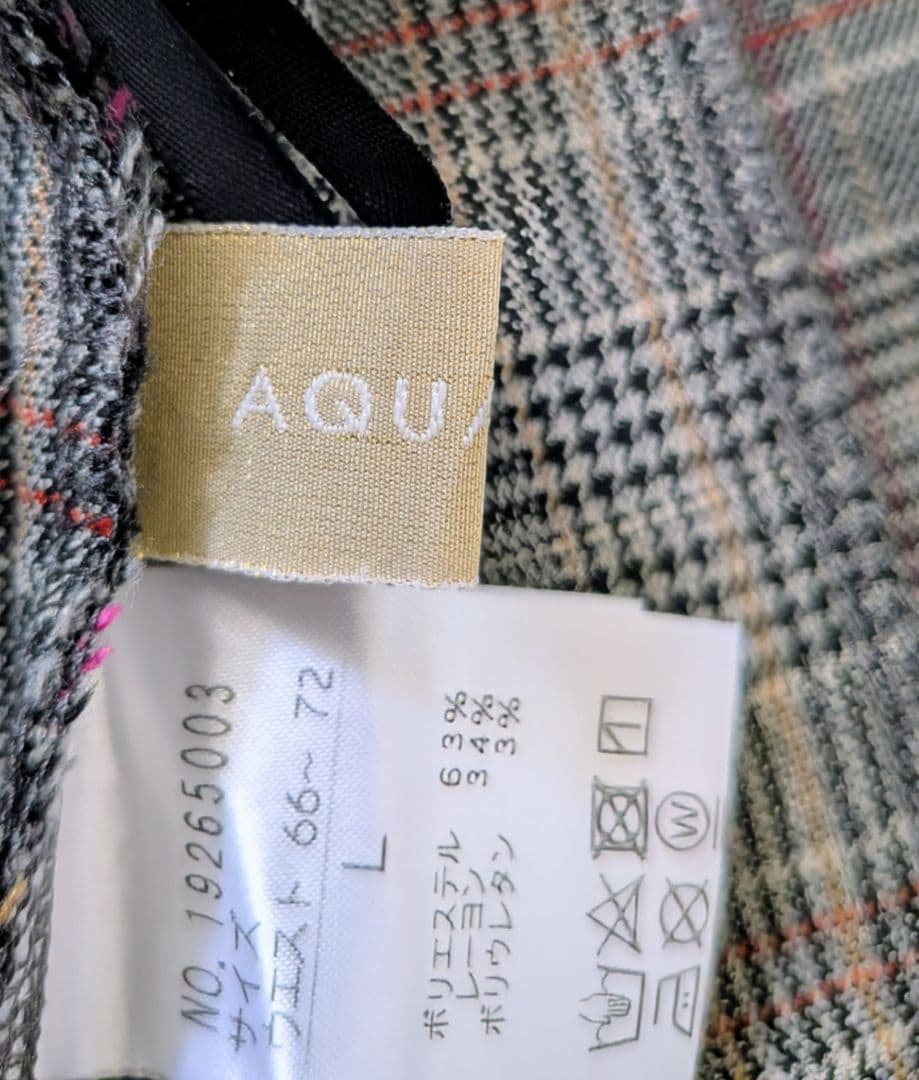 AQUA
NO. 19265003
サイズ
ウエスト 66~72
L
ポリエステル 63%
レーヨン 34%
ポリウレタン 3%
W